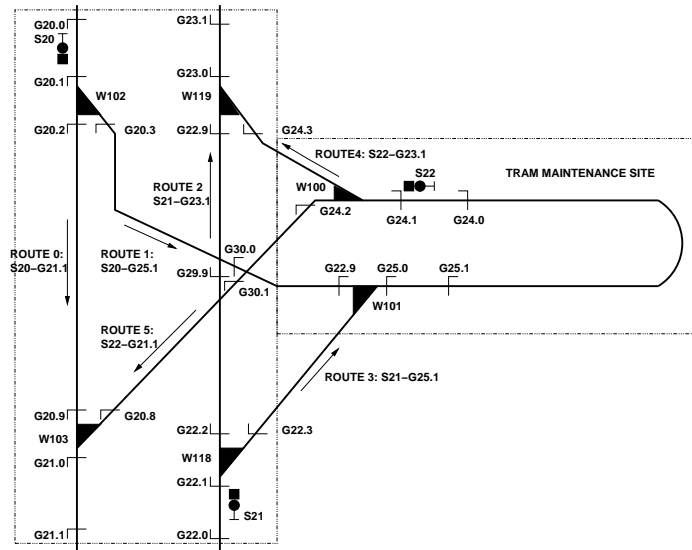 G20.0
S20
G23.1
G20.1
G23.0
W102
W119
G20.2
G20.3
G22.9
G24.3
ROUTE4: S22–G23.1
TRAM MAINTENANCE SITE
S22
W100
ROUTE 2
S21–G23.1
G24.2
G24.1
G24.0
ROUTE 0:
S20–G21.1
ROUTE 1:
S20–G25.1
G30.0
G29.9
G30.1
G22.9
G25.0
G25.1
W101
ROUTE 5:
S22–G21.1
ROUTE 3: S21–G25.1
G20.9
G20.8
W103
G22.2
G22.3
G21.0
W118
G22.1
S21
G21.1
G22.0